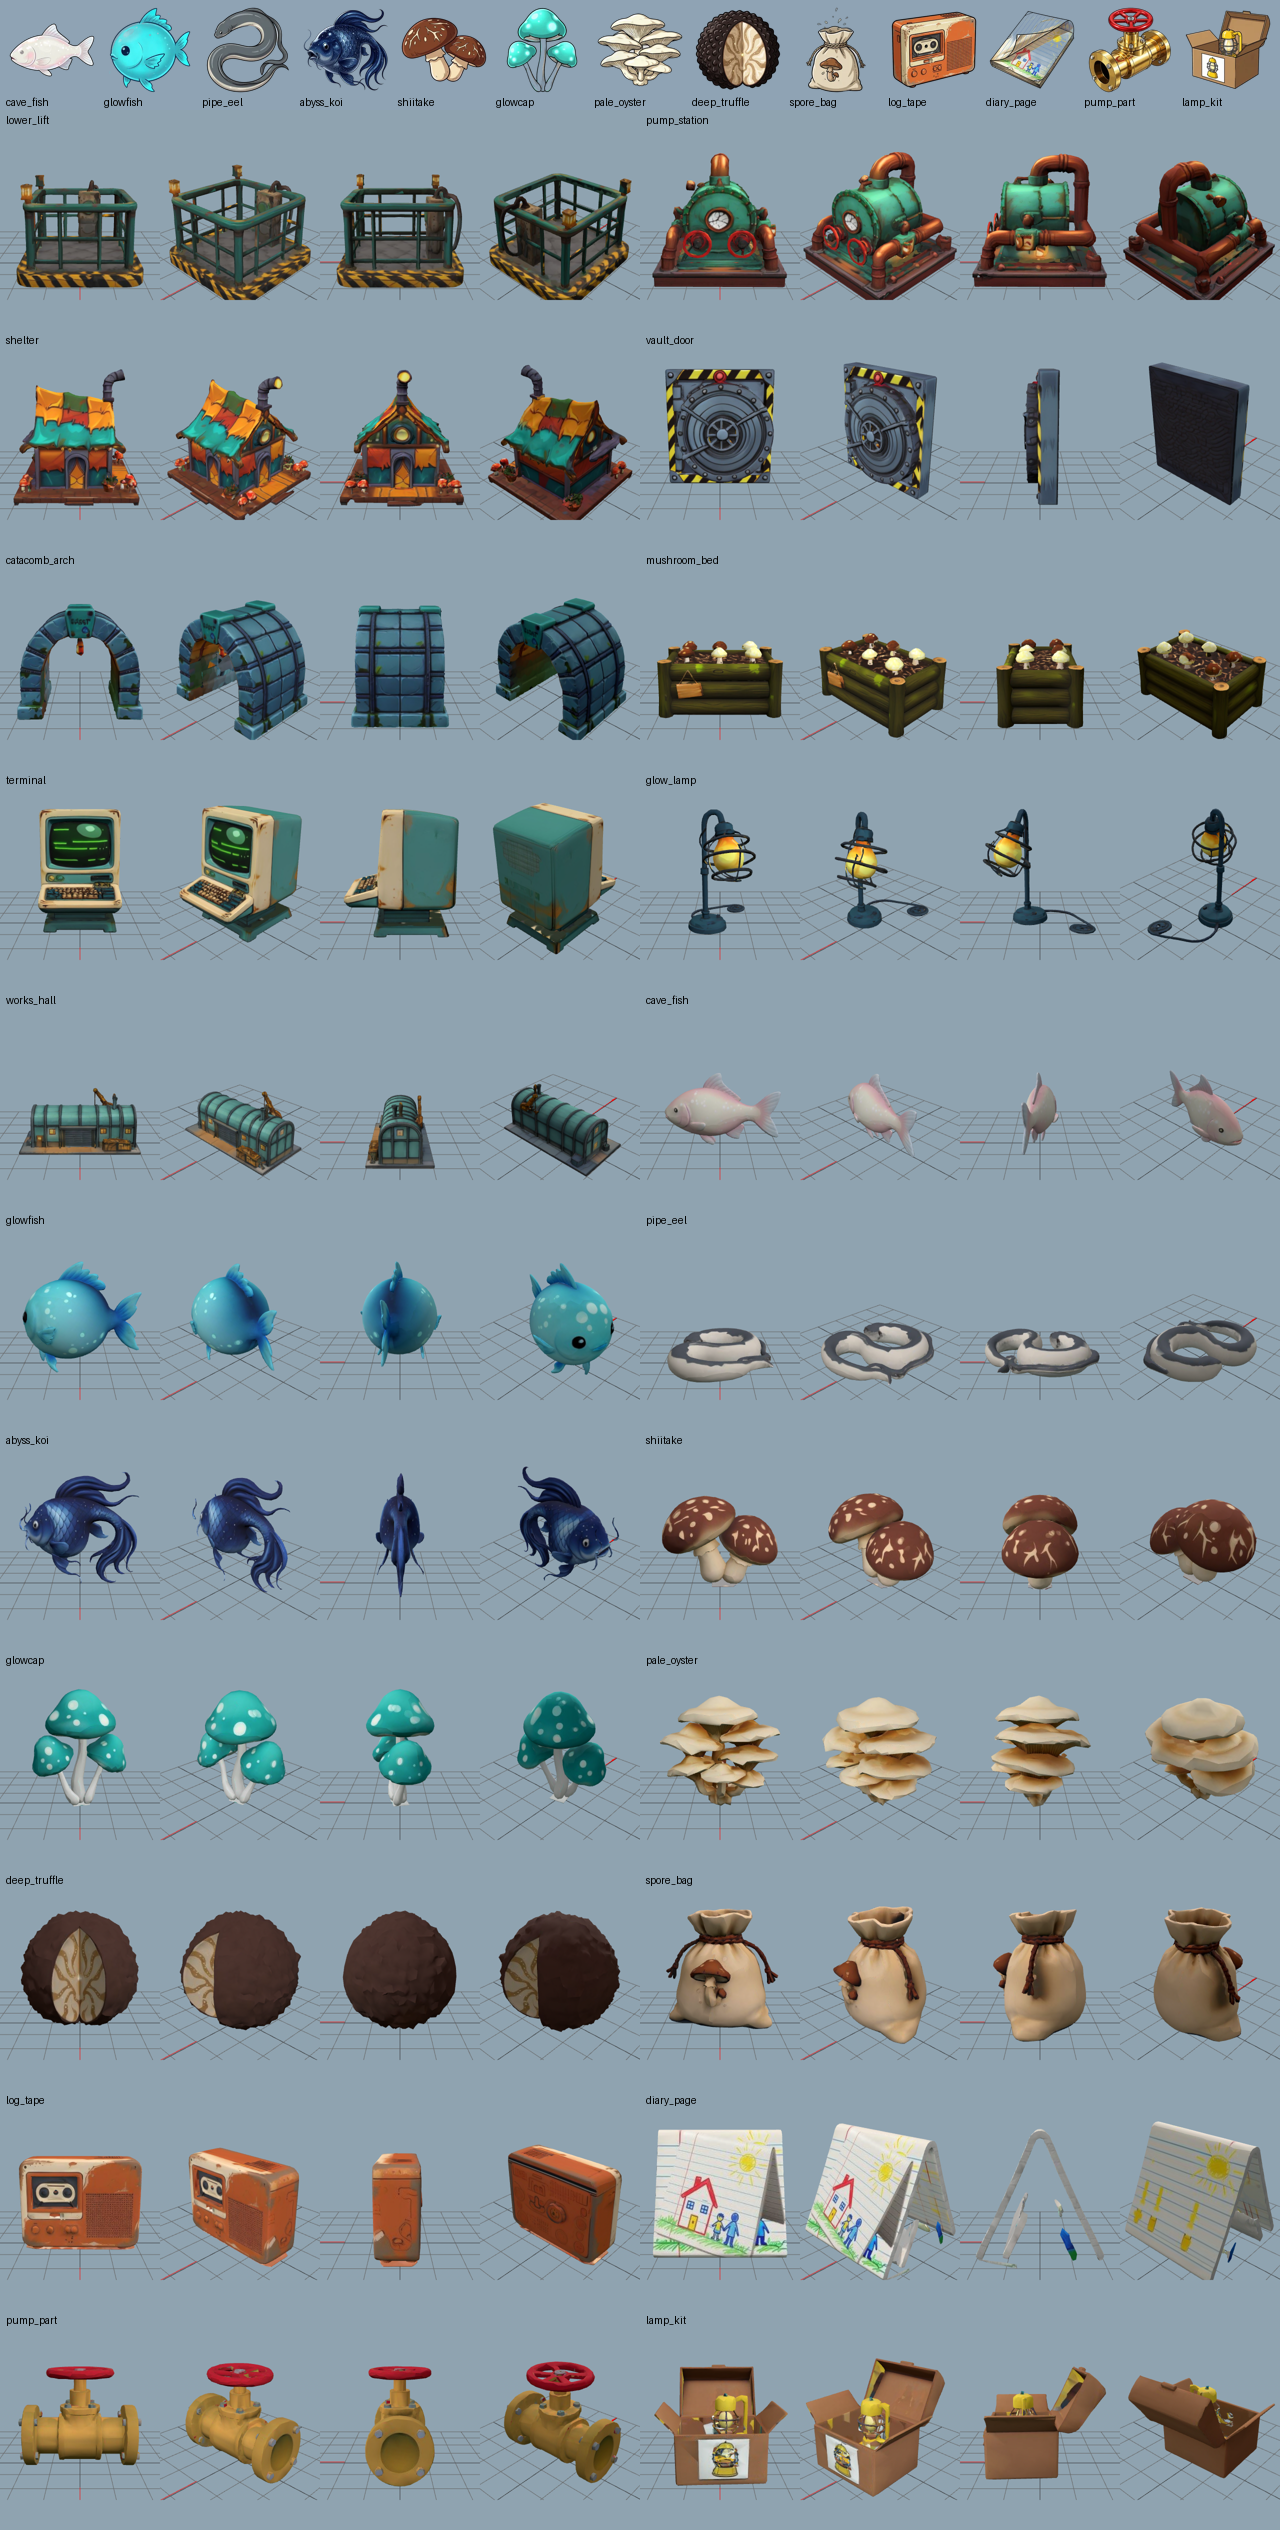 cave_fish glowfish pipe_eel abyss_koi shiitake glowcap pale_oyster deep_truffle spore_bag log_tape diary_page pump_part lamp_kit
lower_lift pump_station
shelter vault_door
catacomb_arch mushroom_bed
terminal glow_lamp
works_hall cave_fish
glowfish pipe_eel
abyss_koi shiitake
glowcap pale_oyster
deep_truffle spore_bag
log_tape diary_page
pump_part lamp_kit